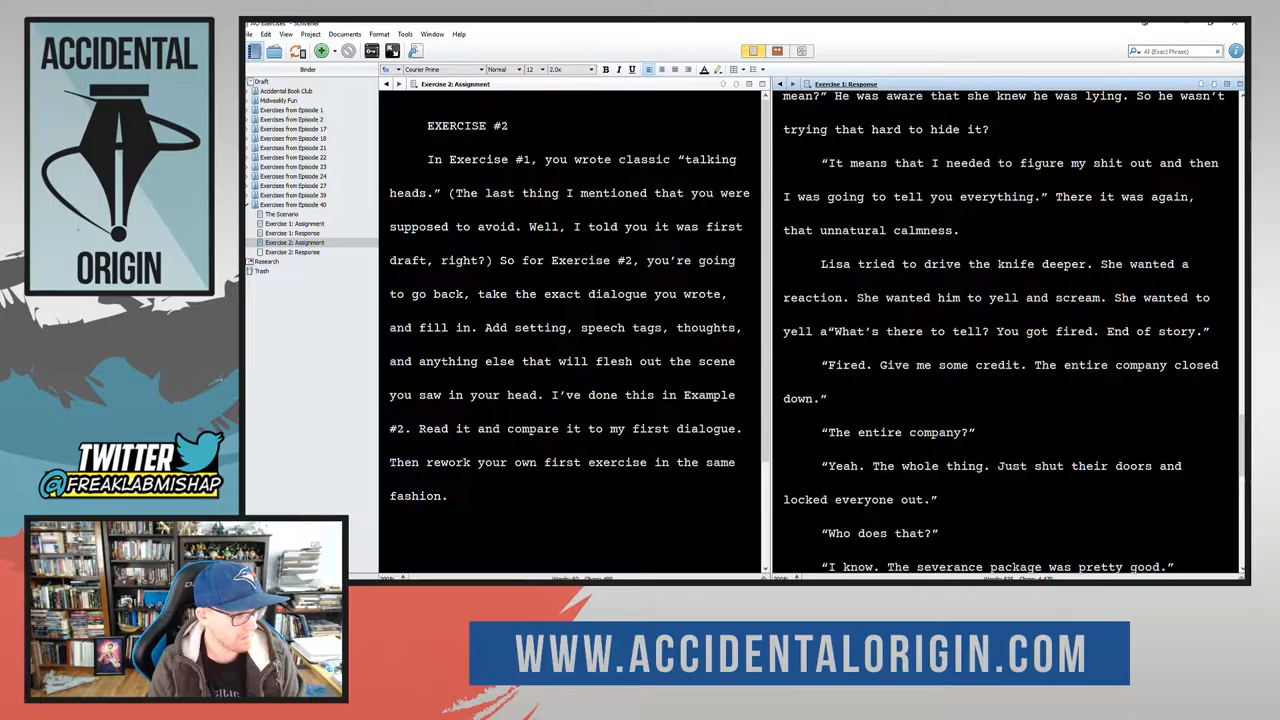 ACCIDENTAL
ORIGIN
TWITTER
@FREAKLABMISHAP
AO Exercises - Scrivener
File Edit View Project Documents Format Tools Window Help
All (Exact Phrase)
Binder
Courier Prime Normal 12 2.0x
Draft
Accidental Book Club
Midweekly Fun
Exercises from Episode 1
Exercises from Episode 2
Exercises from Episode 17
Exercises from Episode 18
Exercises from Episode 21
Exercises from Episode 22
Exercises from Episode 23
Exercises from Episode 24
Exercises from Episode 27
Exercises from Episode 39
Exercises from Episode 40
The Scenario
Exercise 1: Assignment
Exercise 1: Response
Exercise 2: Assignment
Exercise 2: Response
Research
Trash
Exercise 2: Assignment
EXERCISE #2
In Exercise #1, you wrote classic “talking
heads.” (The last thing I mentioned that you were
supposed to avoid. Well, I told you it was first
draft, right?) So for Exercise #2, you’re going
to go back, take the exact dialogue you wrote,
and fill in. Add setting, speech tags, thoughts,
and anything else that will flesh out the scene
you saw in your head. I’ve done this in Example
#2. Read it and compare it to my first dialogue.
Then rework your own first exercise in the same
fashion.
Exercise 1: Response
mean?” He was aware that she knew he was lying. So he wasn’t
trying that hard to hide it?
“It means that I needed to figure my shit out and then
I was going to tell you everything.” There it was again,
that unnatural calmness.
Lisa tried to drive the knife deeper. She wanted a
reaction. She wanted him to yell and scream. She wanted to
yell a“What’s there to tell? You got fired. End of story.”
“Fired. Give me some credit. The entire company closed
down.”
“The entire company?”
“Yeah. The whole thing. Just shut their doors and
locked everyone out.”
“Who does that?”
“I know. The severance package was pretty good.”
WWW.ACCIDENTALORIGIN.COM